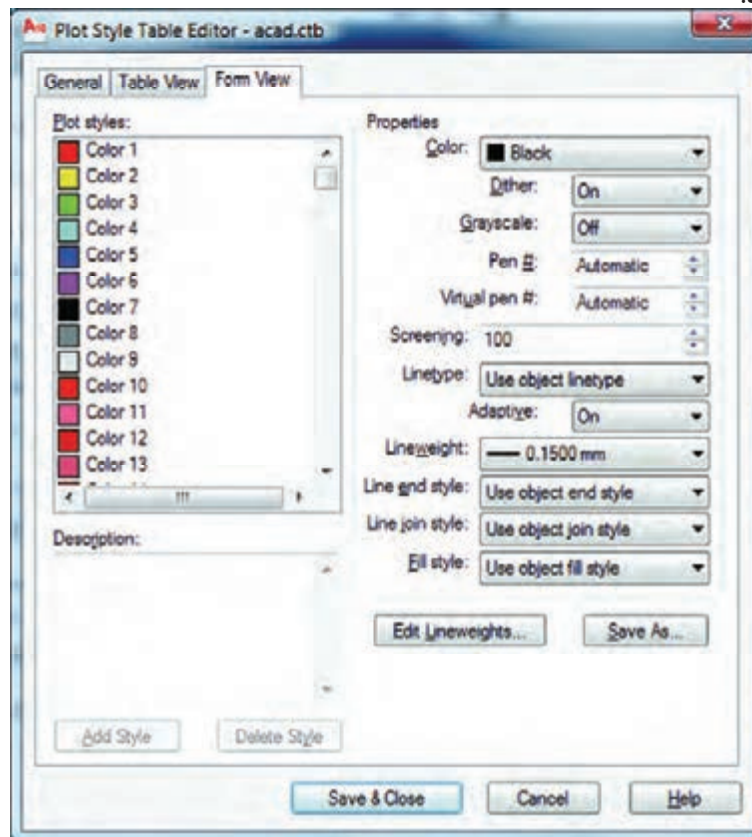 Plot Style Table Editor - acad.ctb
General Table View Form View
Plot styles:
Color 1
Color 2
Color 3
Color 4
Color 5
Color 6
Color 7
Color 8
Color 9
Color 10
Color 11
Color 12
Color 13
Description:
Add Style Delete Style
Properties
Color: Black
Dither: On
Grayscale: Off
Pen #: Automatic
Virtual pen #: Automatic
Screening: 100
Linetype: Use object linetype
Adaptive: On
Lineweight: 0.1500 mm
Line end style: Use object end style
Line join style: Use object join style
Fill style: Use object fill style
Edit Lineweights... Save As...
Save & Close Cancel Help